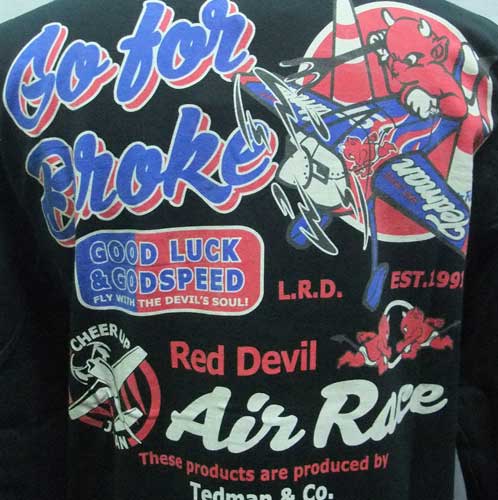 Go for
Broke
Tedman
GOOD LUCK
& GODSPEED
FLY WITH THE DEVIL'S SOUL!
L.R.D.
EST.199
CHEER UP
Red Devil
Air Race
These products are produced by
Tedman & Co.